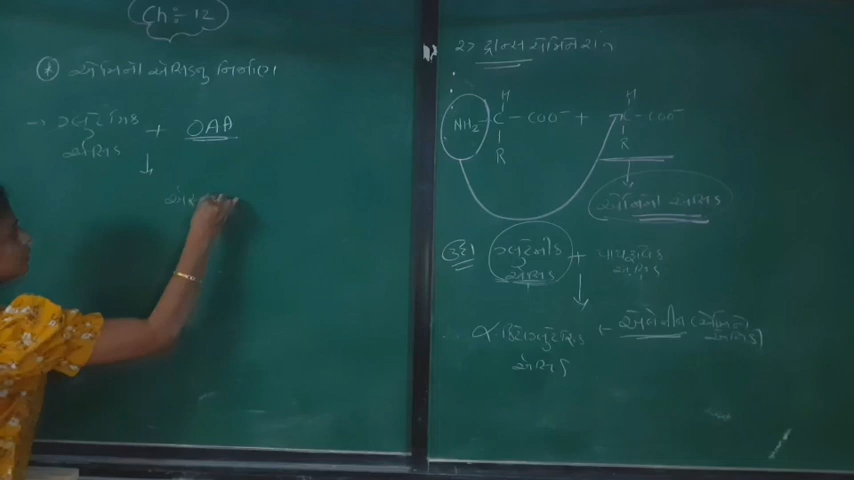 Ch :- 12
* એમિનો એસિડનુ નિર્માણ
→ ગ્લુટેમિક + OAA
એસિડ
↓
2> ટ્રાન્સ એમિનેશન
H H
NH₂ - C - COO⁻ + C - COO⁻
R R
↓
એમિનો એસિડ
ઉદા ગ્લુટેમીક + પાયરૂવિક
એસિડ એસિડ
↓
α-કિટોગ્લુટેરિક + એલેનીન (એમિનો
એસિડ એસિડ)